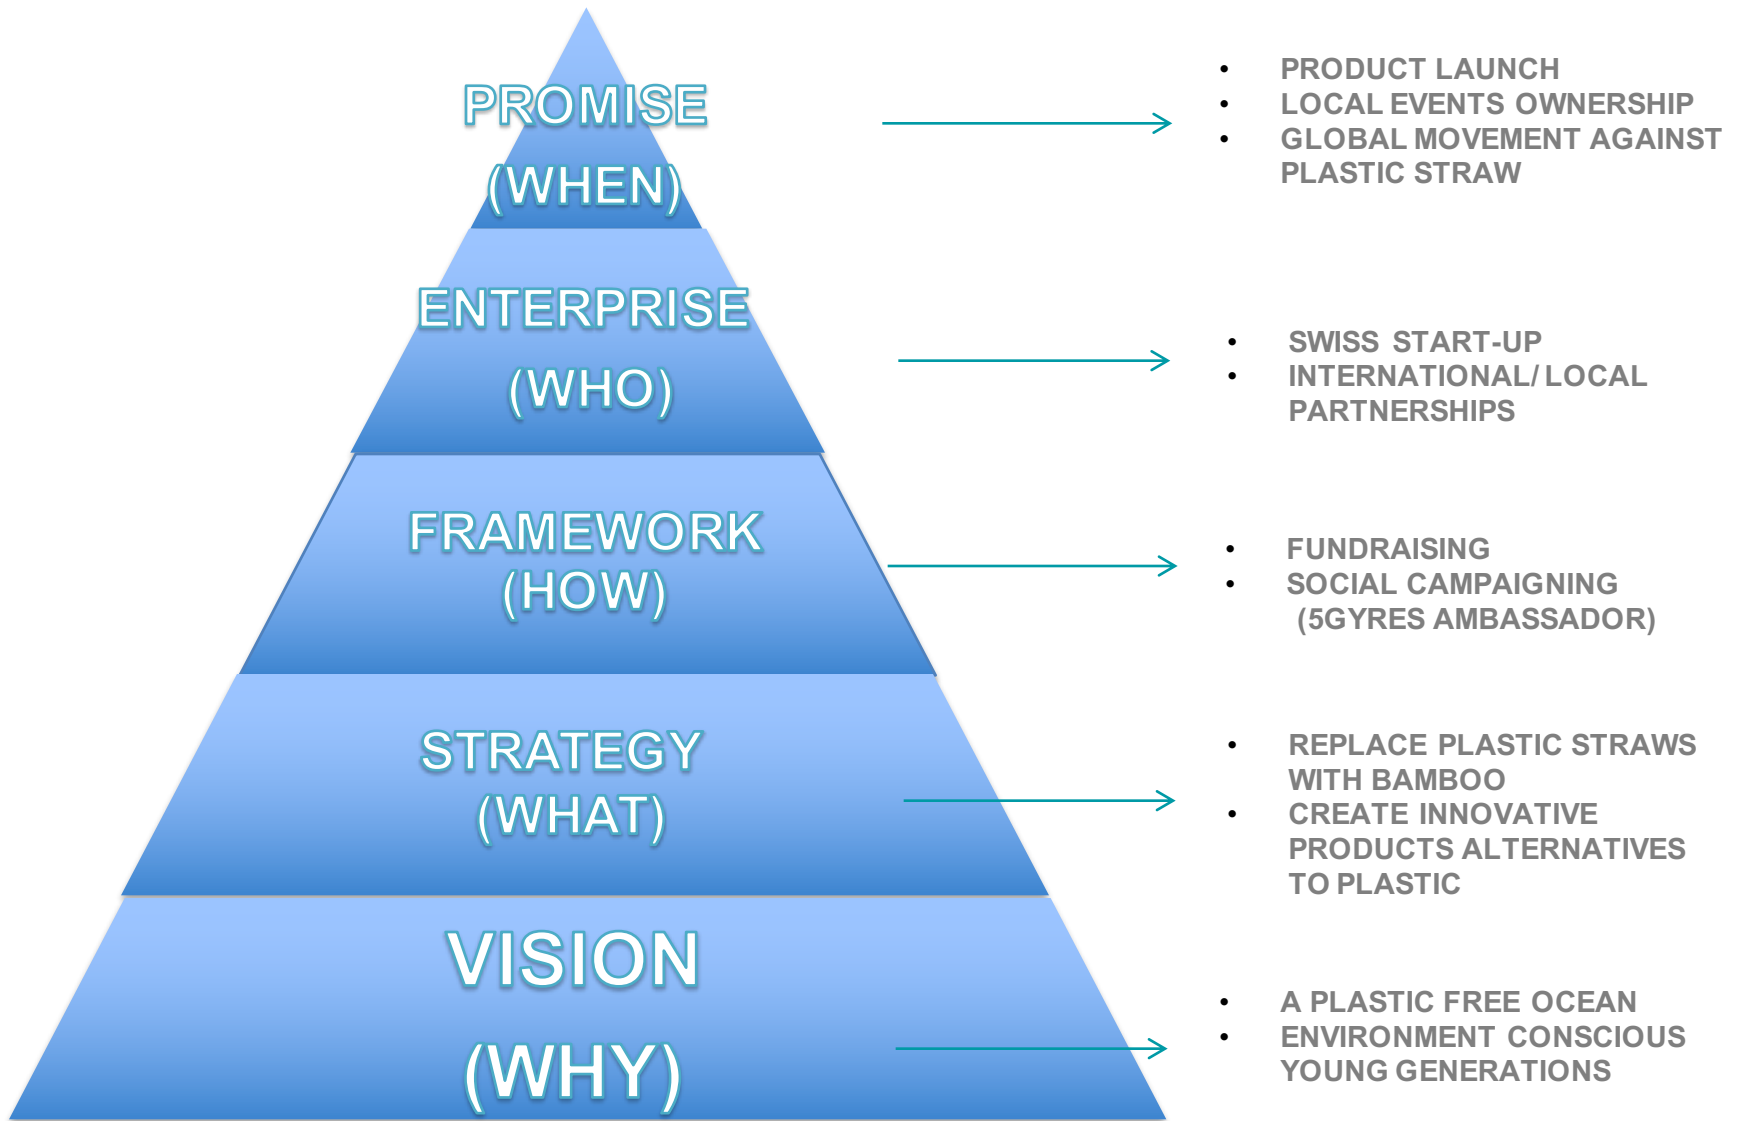 PROMISE
(WHEN)
• PRODUCT LAUNCH
• LOCAL EVENTS OWNERSHIP
• GLOBAL MOVEMENT AGAINST
PLASTIC STRAW
ENTERPRISE
(WHO)
• SWISS START-UP
• INTERNATIONAL/ LOCAL
PARTNERSHIPS
FRAMEWORK
(HOW)
• FUNDRAISING
• SOCIAL CAMPAIGNING
(5GYRES AMBASSADOR)
STRATEGY
(WHAT)
• REPLACE PLASTIC STRAWS
WITH BAMBOO
• CREATE INNOVATIVE
PRODUCTS ALTERNATIVES
TO PLASTIC
VISION
(WHY)
• A PLASTIC FREE OCEAN
• ENVIRONMENT CONSCIOUS
YOUNG GENERATIONS